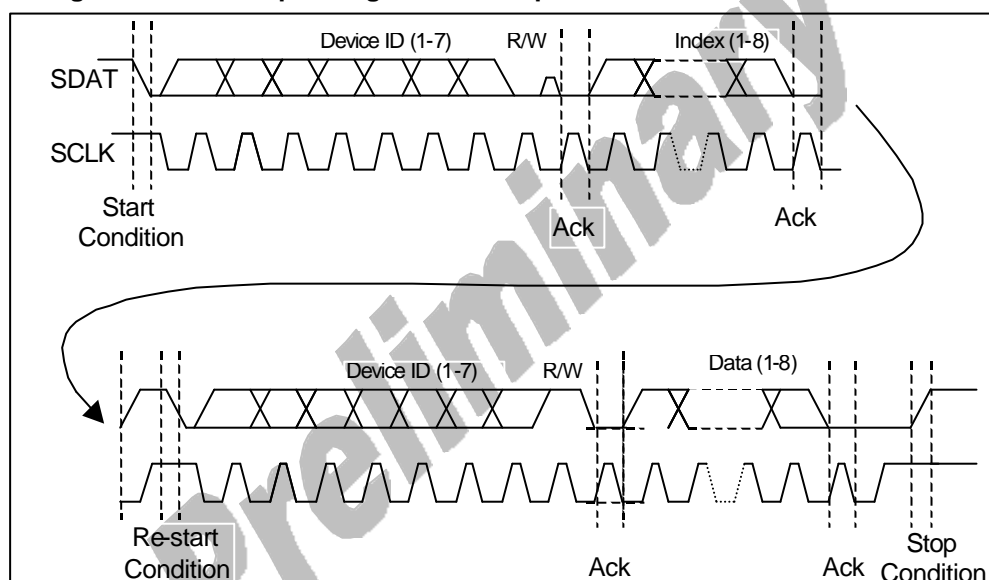 Device ID (1-7) R/W Index (1-8)
SDAT
SCLK
Start
Condition
Ack
Ack
Preliminary
Device ID (1-7) R/W Data (1-8)
Re-start
Condition
Ack
Ack
Stop
Condition